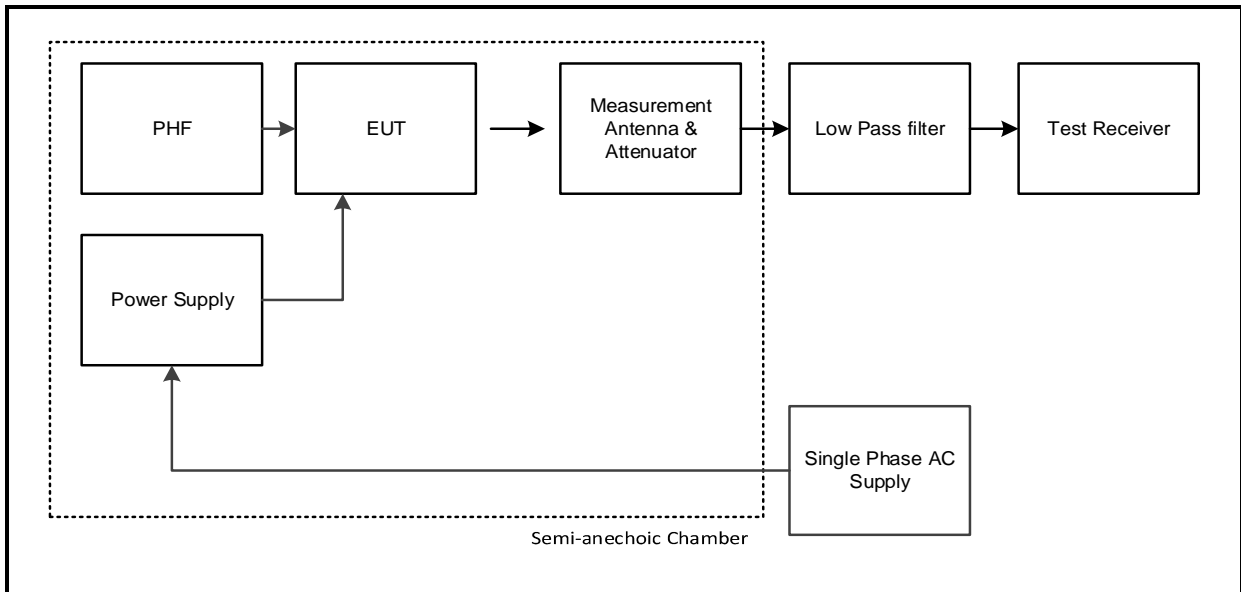 PHF
EUT
Measurement
Antenna &
Attenuator
Low Pass filter
Test Receiver
Power Supply
Single Phase AC
Supply
Semi-anechoic Chamber